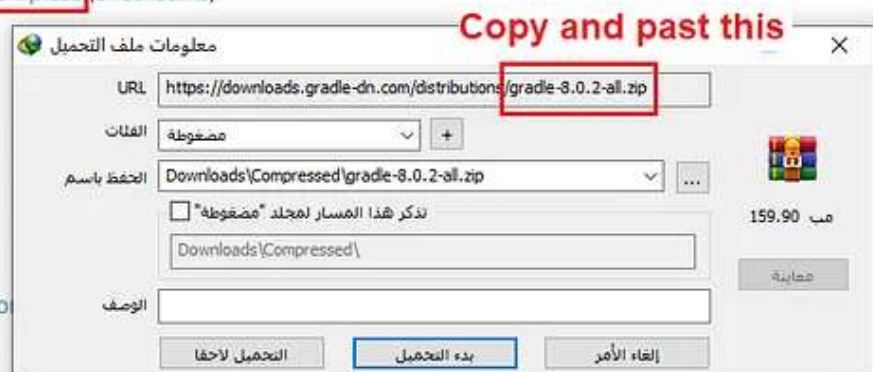 Copy and past this
معلومات ملف التحميل
URL https://downloads.gradle-dn.com/distributions/gradle-8.0.2-all.zip
الفئات مضغوطة +
الحفظ باسم Downloads\Compressed\gradle-8.0.2-all.zip ...
تذكر هذا المسار لمجلد "مضغوطة"
159.90 مب
Downloads\Compressed\
معاينة
الوصف
التحميل لاحقا بدء التحميل إلغاء الأمر